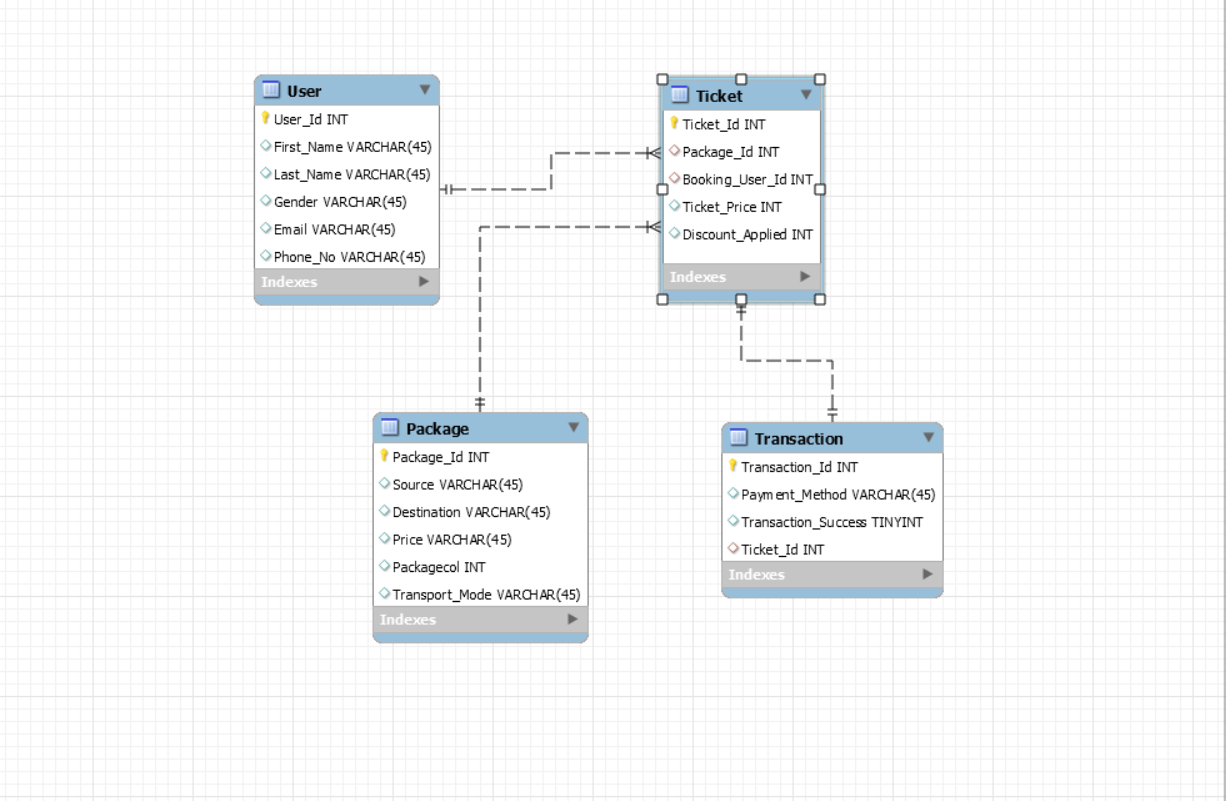 User
User_Id INT
First_Name VARCHAR(45)
Last_Name VARCHAR(45)
Gender VARCHAR(45)
Email VARCHAR(45)
Phone_No VARCHAR(45)
Indexes
Ticket
Ticket_Id INT
Package_Id INT
Booking_User_Id INT
Ticket_Price INT
Discount_Applied INT
Indexes
Package
Package_Id INT
Source VARCHAR(45)
Destination VARCHAR(45)
Price VARCHAR(45)
Packagecol INT
Transport_Mode VARCHAR(45)
Indexes
Transaction
Transaction_Id INT
Payment_Method VARCHAR(45)
Transaction_Success TINYINT
Ticket_Id INT
Indexes